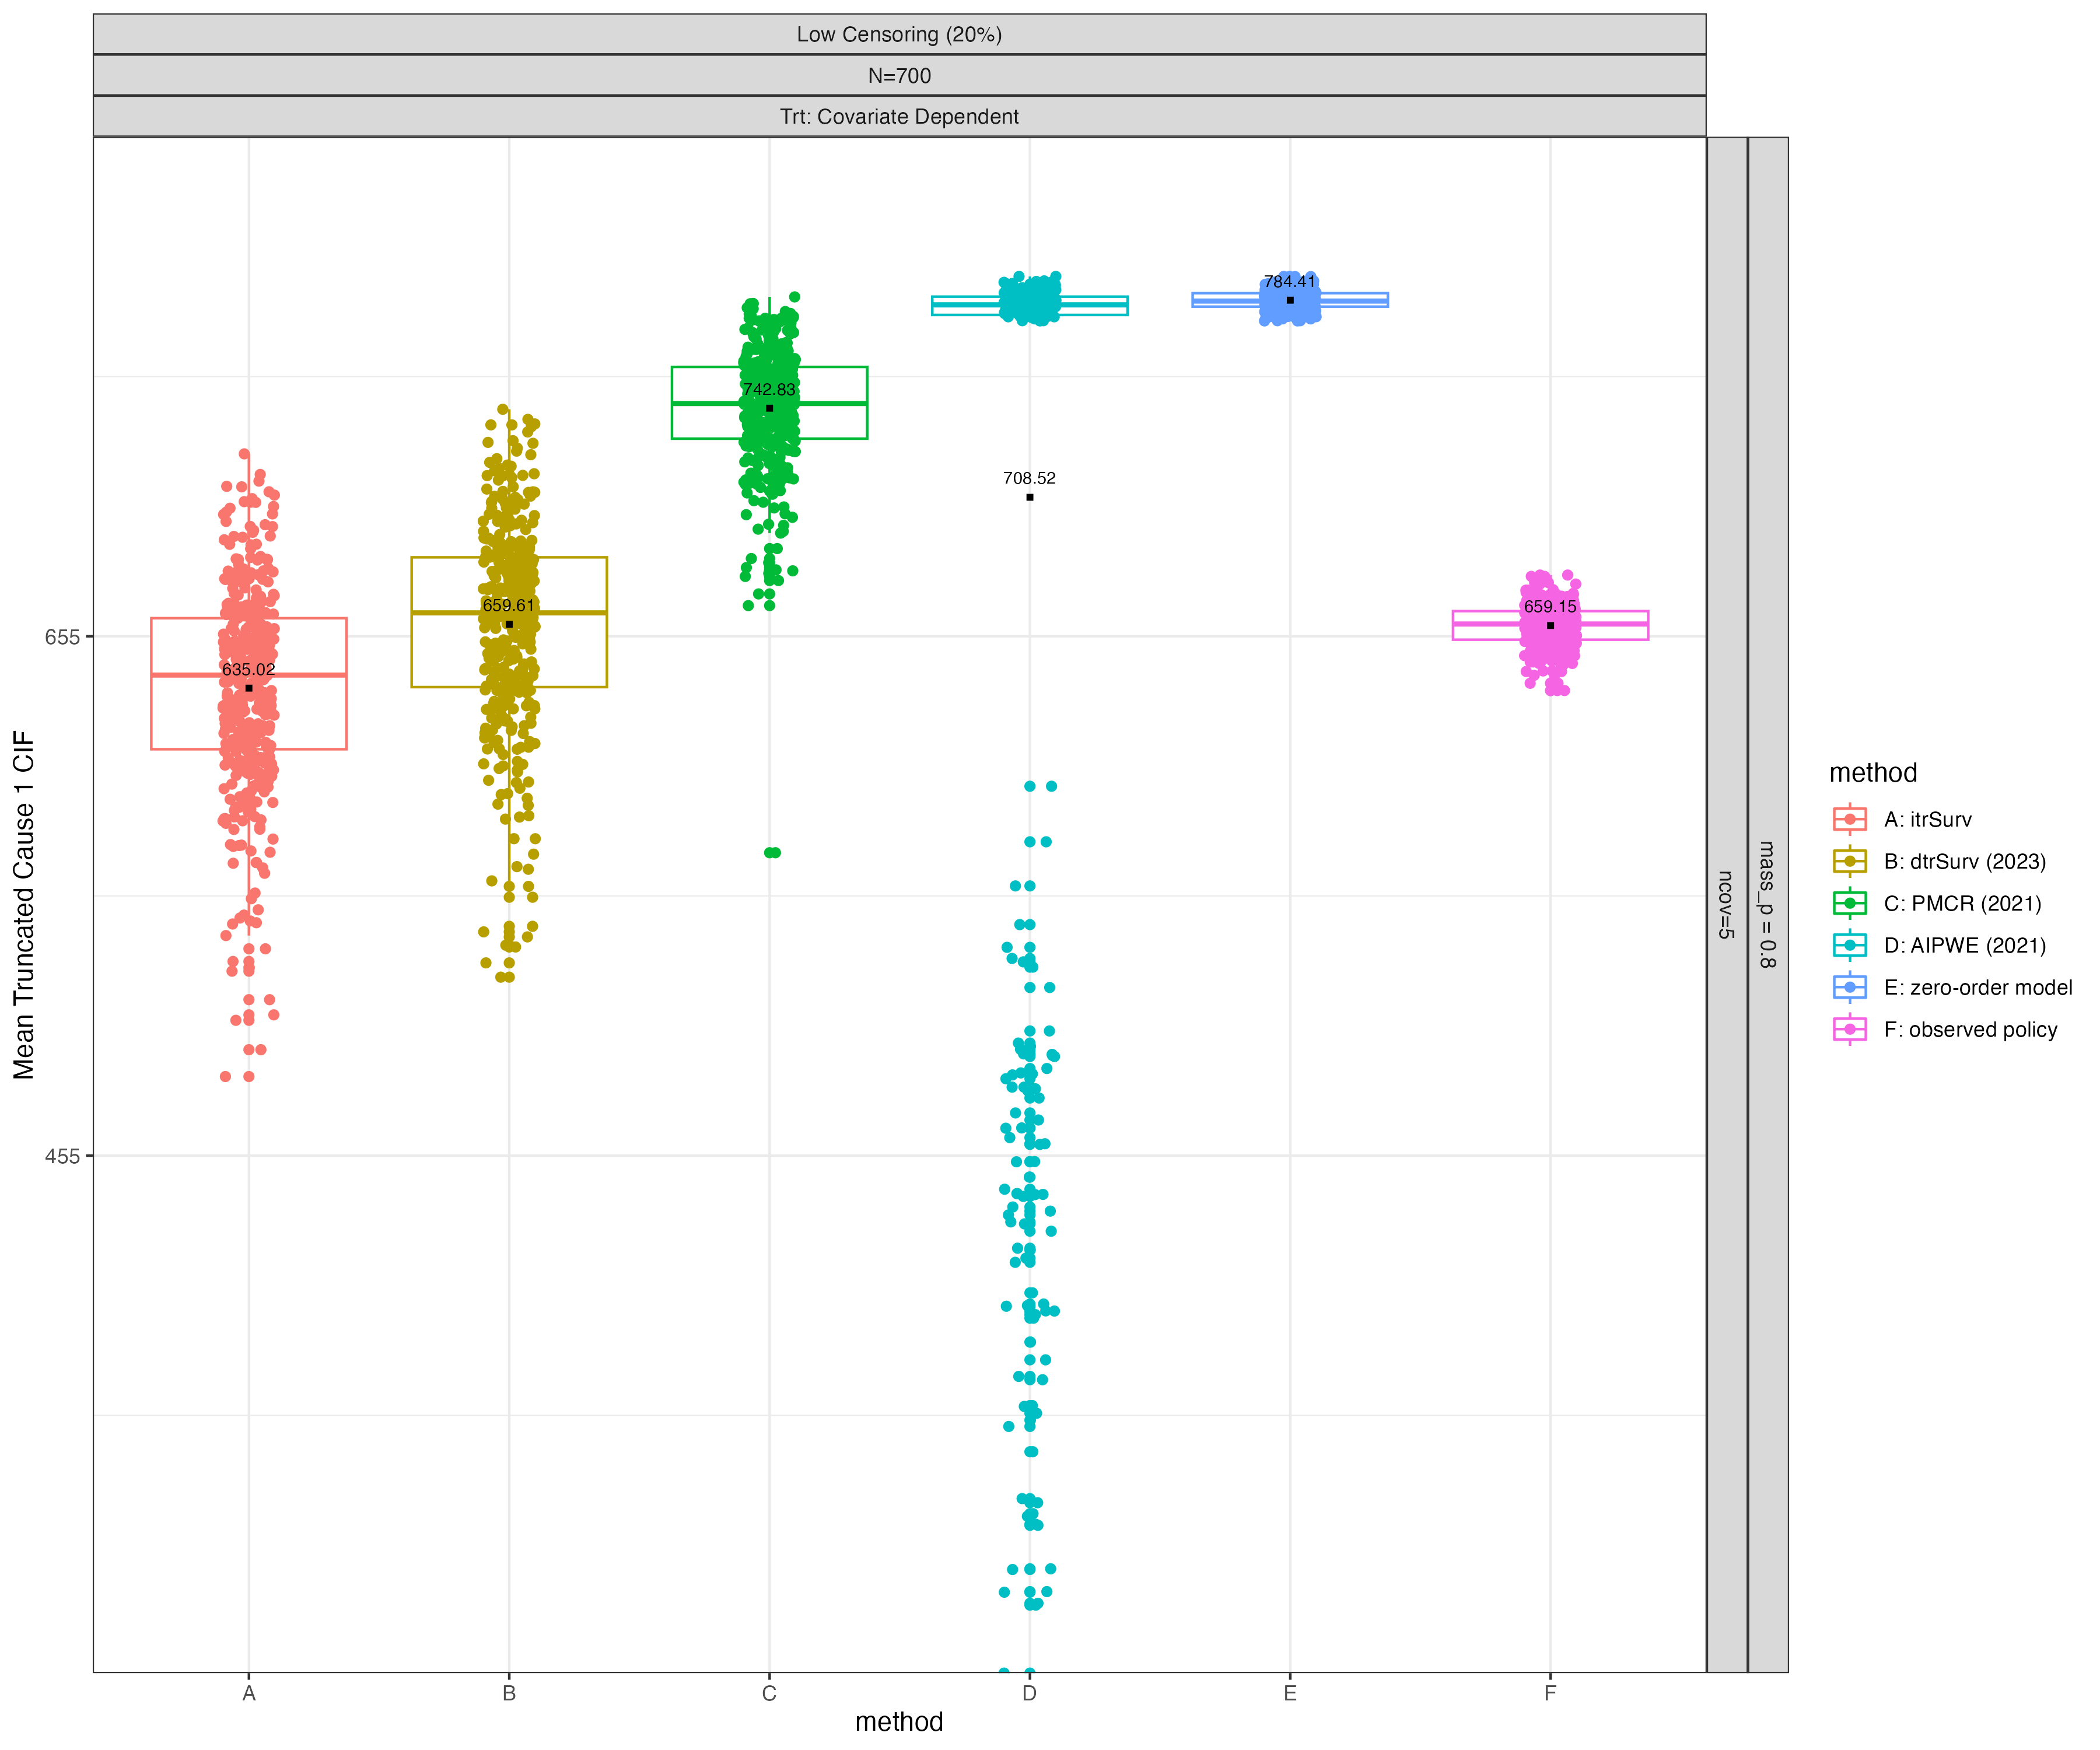 Low Censoring (20%)
N=700
Trt: Covariate Dependent
784.41
742.83
708.52
659.61
659.15
635.02
655
455
Mean Truncated Cause 1 CIF
ncov=5
mass_p = 0.8
method
A: itrSurv
B: dtrSurv (2023)
C: PMCR (2021)
D: AIPWE (2021)
E: zero-order model
F: observed policy
A
B
C
D
E
F
method